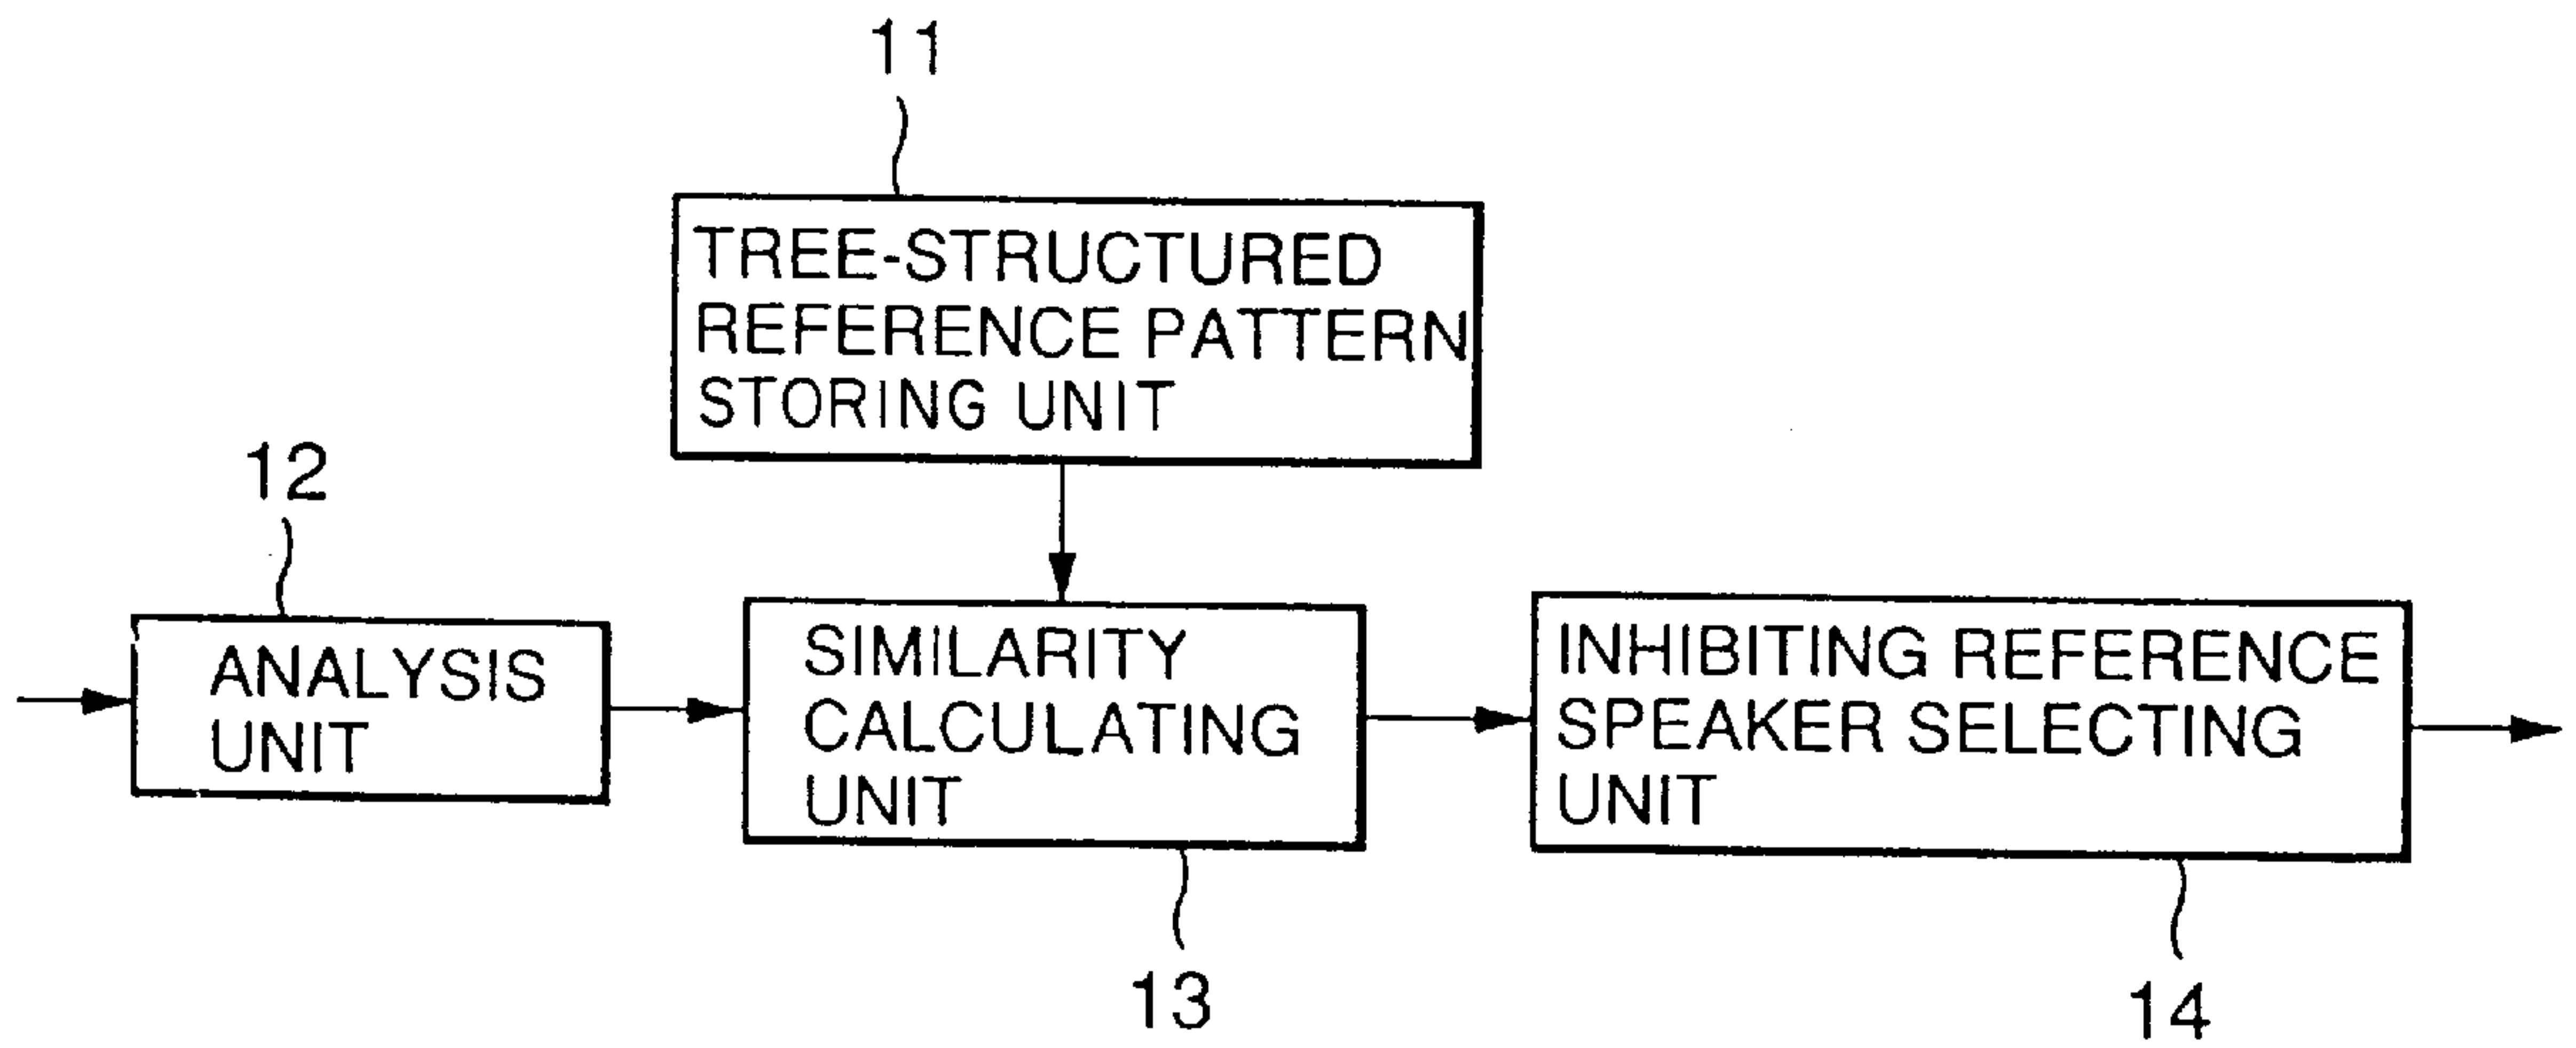 11
TREE-STRUCTURED
REFERENCE PATTERN
STORING UNIT
12
ANALYSIS
UNIT
SIMILARITY
CALCULATING
UNIT
INHIBITING REFERENCE
SPEAKER SELECTING
UNIT
13
14